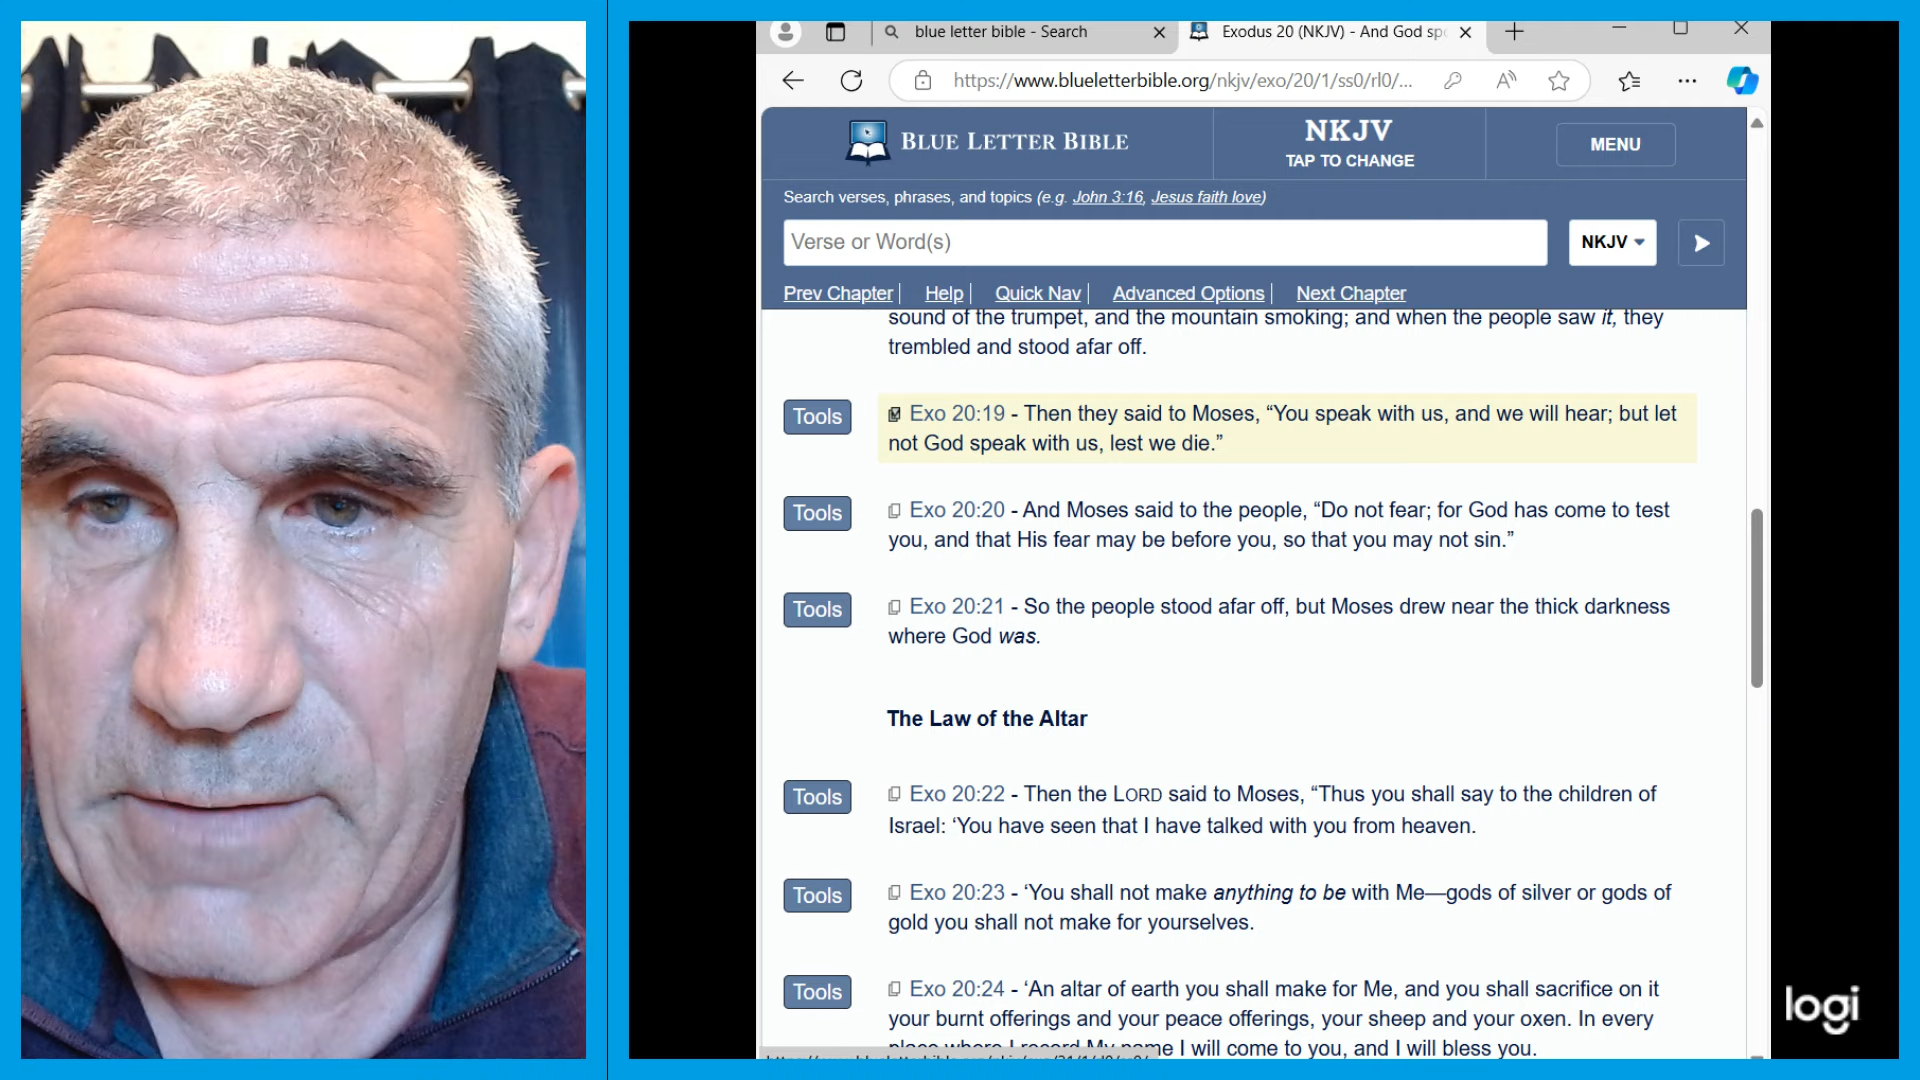 blue letter bible - Search
Exodus 20 (NKJV) - And God spo
https://www.blueletterbible.org/nkjv/exo/20/1/ss0/rl0/...
BLUE LETTER BIBLE
NKJV
TAP TO CHANGE
MENU
Search verses, phrases, and topics (e.g. John 3:16, Jesus faith love)
Verse or Word(s)
NKJV
Prev Chapter | Help | Quick Nav | Advanced Options | Next Chapter
sound of the trumpet, and the mountain smoking; and when the people saw it, they
trembled and stood afar off.
Tools
Exo 20:19 - Then they said to Moses, “You speak with us, and we will hear; but let
not God speak with us, lest we die.”
Tools
Exo 20:20 - And Moses said to the people, “Do not fear; for God has come to test
you, and that His fear may be before you, so that you may not sin.”
Tools
Exo 20:21 - So the people stood afar off, but Moses drew near the thick darkness
where God was.
The Law of the Altar
Tools
Exo 20:22 - Then the LORD said to Moses, “Thus you shall say to the children of
Israel: ‘You have seen that I have talked with you from heaven.
Tools
Exo 20:23 - ‘You shall not make anything to be with Me—gods of silver or gods of
gold you shall not make for yourselves.
Tools
Exo 20:24 - ‘An altar of earth you shall make for Me, and you shall sacrifice on it
your burnt offerings and your peace offerings, your sheep and your oxen. In every
place where I record My name I will come to you, and I will bless you.
logi